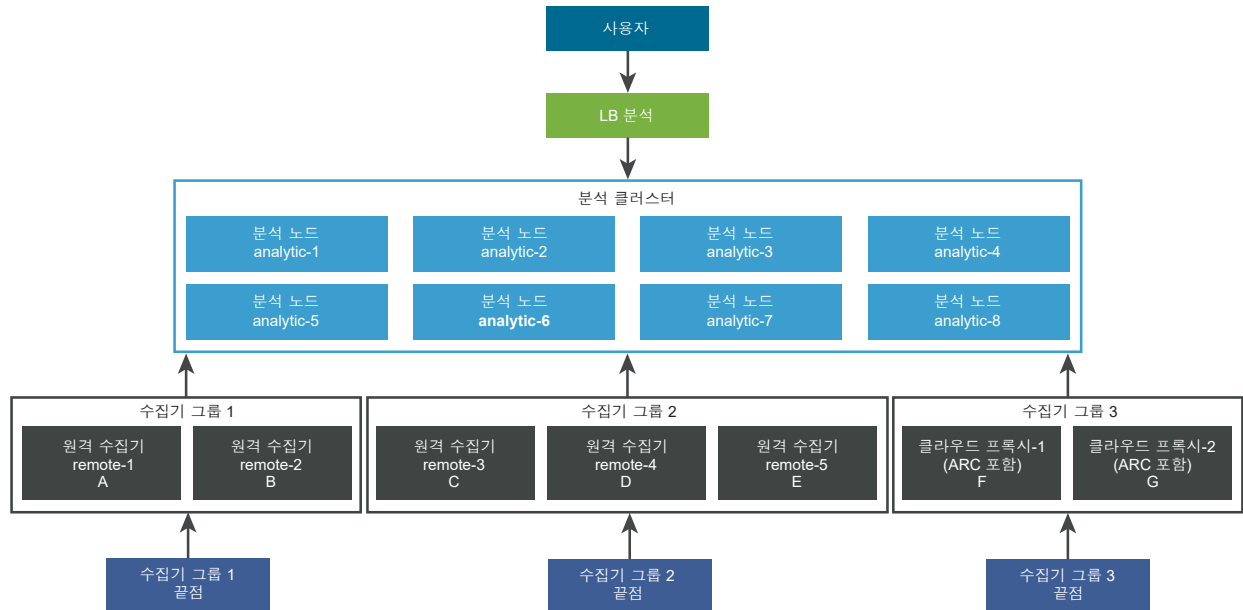 사용자
LB 분석
분석 클러스터
분석 노드
analytic-1
분석 노드
analytic-2
분석 노드
analytic-3
분석 노드
analytic-4
분석 노드
analytic-5
분석 노드
analytic-6
분석 노드
analytic-7
분석 노드
analytic-8
수집기 그룹 1
원격 수집기
remote-1
A
원격 수집기
remote-2
B
수집기 그룹 2
원격 수집기
remote-3
C
원격 수집기
remote-4
D
원격 수집기
remote-5
E
수집기 그룹 3
클라우드 프록시-1
(ARC 포함)
F
클라우드 프록시-2
(ARC 포함)
G
수집기 그룹 1
끝점
수집기 그룹 2
끝점
수집기 그룹 3
끝점